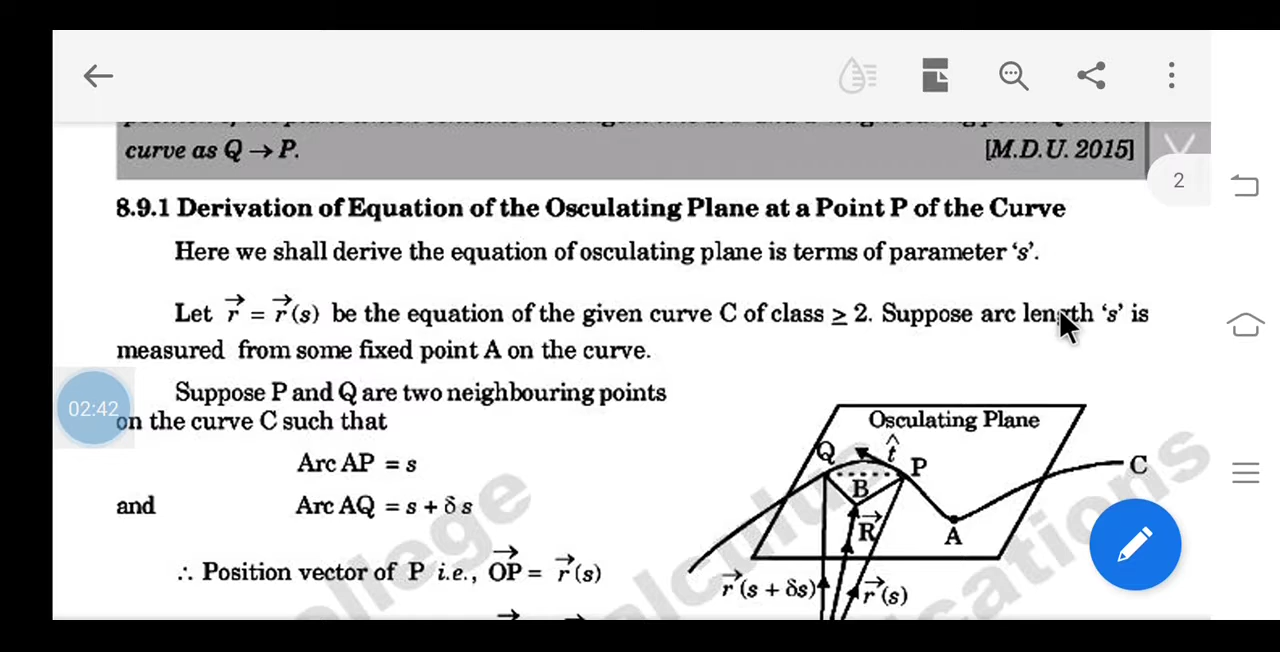 2
curve as Q → P. [M.D.U. 2015]
8.9.1 Derivation of Equation of the Osculating Plane at a Point P of the Curve
Here we shall derive the equation of osculating plane is terms of parameter ‘s’.
Let r⃗ = r⃗(s) be the equation of the given curve C of class ≥ 2. Suppose arc length ‘s’ is
measured from some fixed point A on the curve.
Suppose P and Q are two neighbouring points
on the curve C such that
02:42
Arc AP = s
and Arc AQ = s + δ s
∴ Position vector of P i.e., OP⃗ = r⃗(s)
Osculating Plane
Q t̂ P C
B
R⃗ A
r⃗(s + δs) r⃗(s)